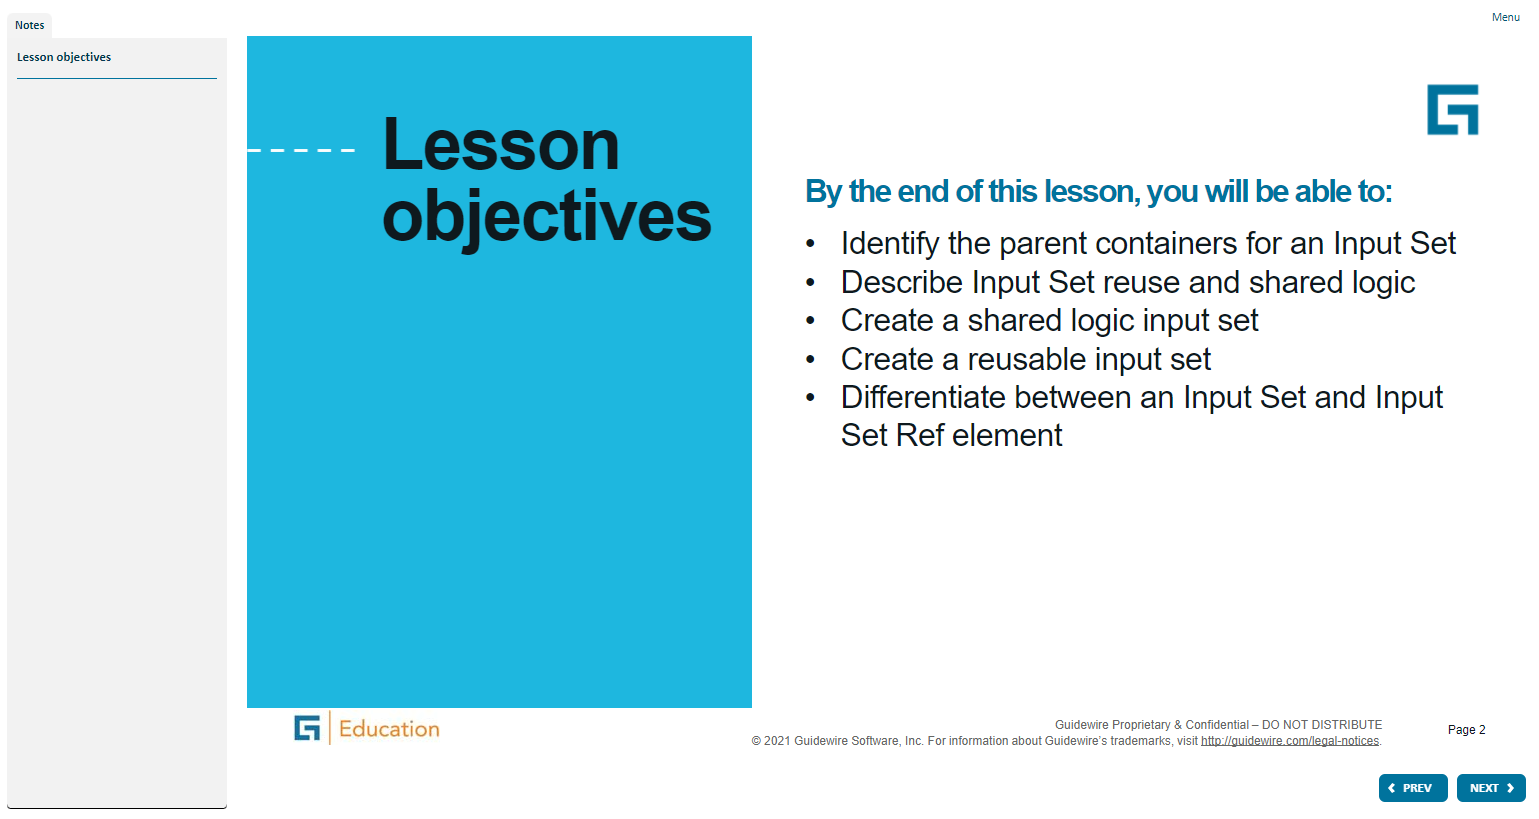 Notes
Menu
Lesson objectives
Lesson
objectives
By the end of this lesson, you will be able to:
• Identify the parent containers for an Input Set
• Describe Input Set reuse and shared logic
• Create a shared logic input set
• Create a reusable input set
• Differentiate between an Input Set and Input
Set Ref element
Education
Guidewire Proprietary & Confidential – DO NOT DISTRIBUTE
© 2021 Guidewire Software, Inc. For information about Guidewire's trademarks, visit http://guidewire.com/legal-notices.
Page 2
PREV
NEXT